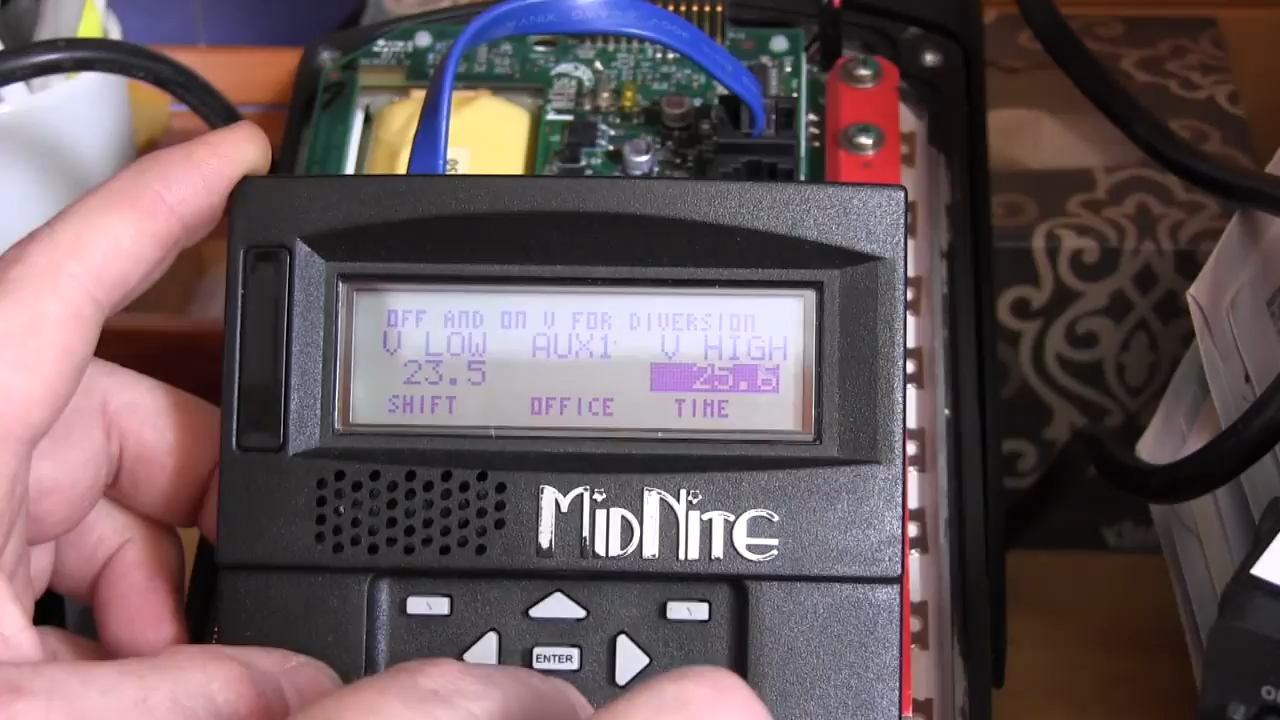 OFF AND ON V FOR DIVERSION
V LOW AUX1 V HIGH
23.5
SHIFT OFFICE TIME
MIDNITE
ENTER